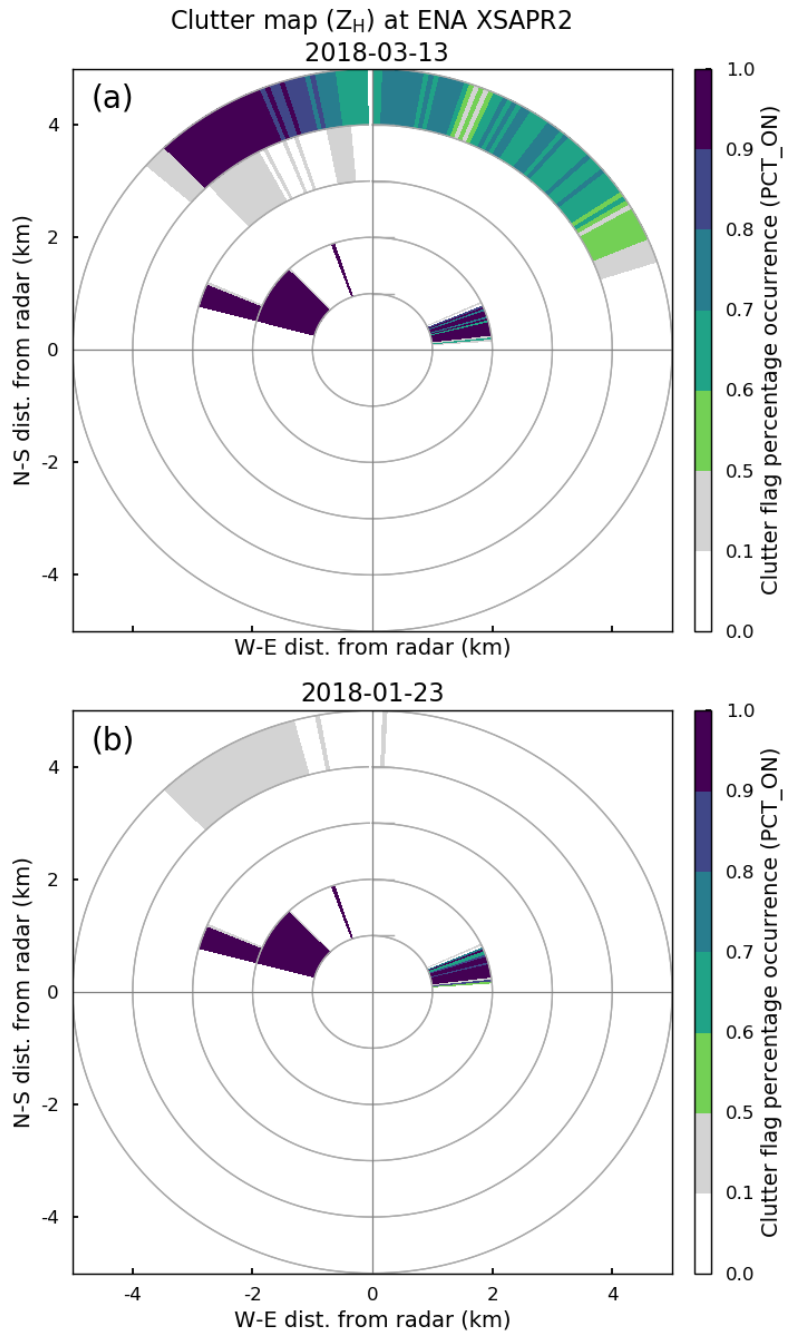 Clutter map (Z_H) at ENA XSAPR2
2018-03-13
(a)
N-S dist. from radar (km)
4
2
0
-2
-4
W-E dist. from radar (km)
1.0
0.9
0.8
0.7
0.6
0.5
0.1
0.0
Clutter flag percentage occurrence (PCT_ON)
2018-01-23
(b)
N-S dist. from radar (km)
4
2
0
-2
-4
-4 -2 0 2 4
W-E dist. from radar (km)
1.0
0.9
0.8
0.7
0.6
0.5
0.1
0.0
Clutter flag percentage occurrence (PCT_ON)